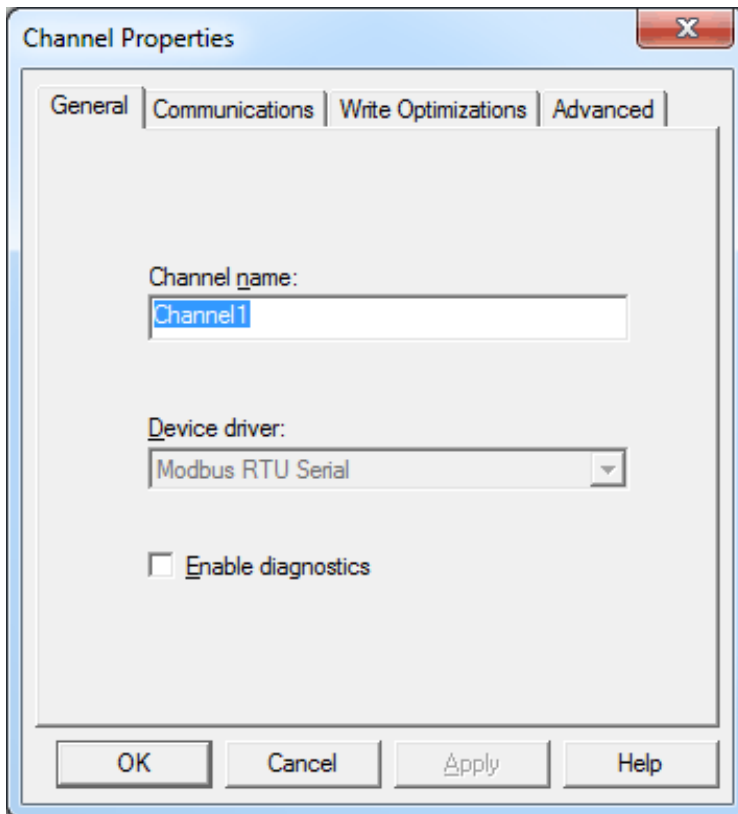 Channel Properties
General Communications Write Optimizations Advanced
Channel name:
Channel1
Device driver:
Modbus RTU Serial
Enable diagnostics
OK Cancel Apply Help